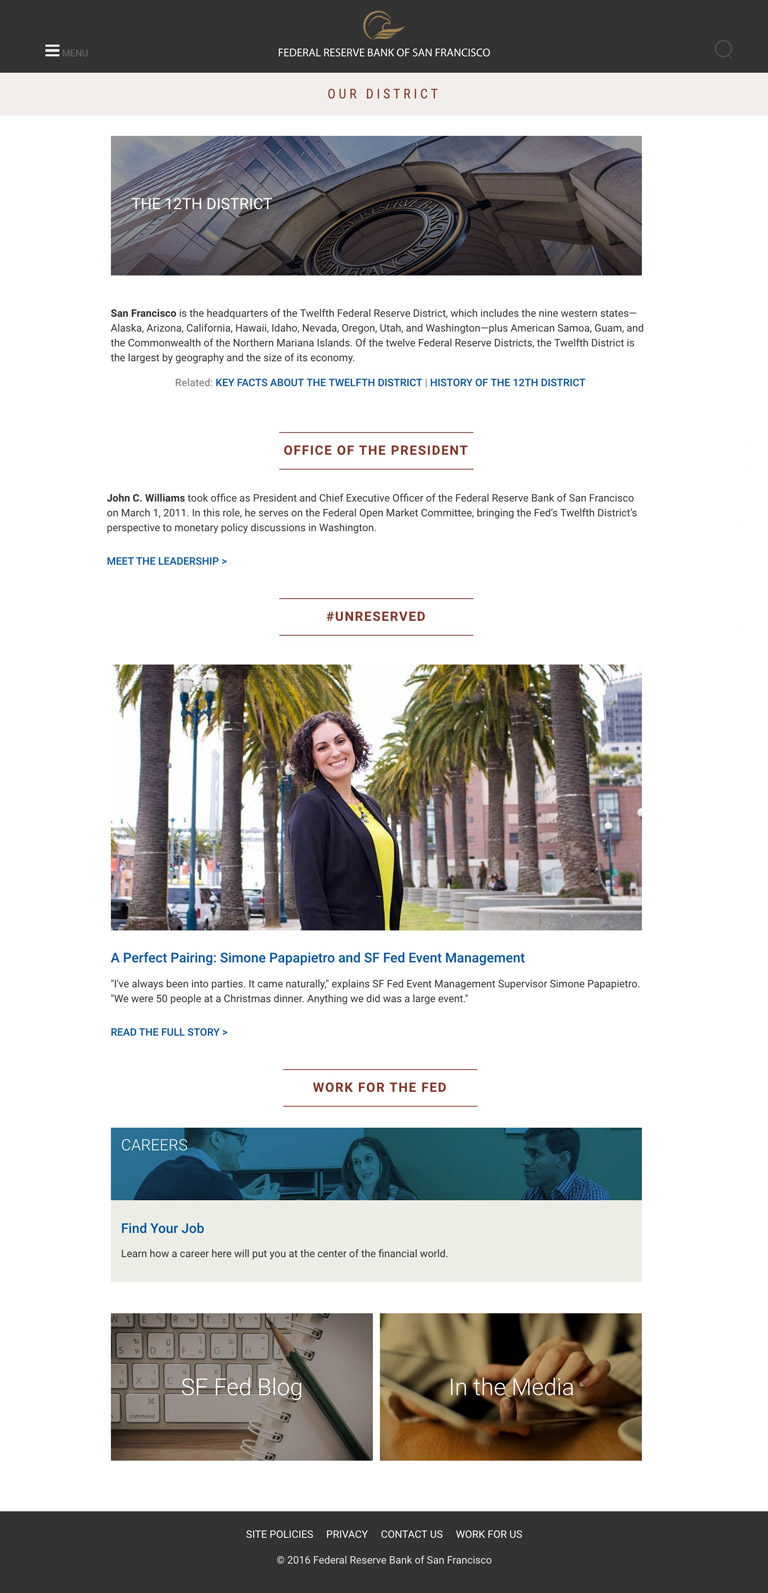 MENU
FEDERAL RESERVE BANK OF SAN FRANCISCO
OUR DISTRICT
THE 12TH DISTRICT
San Francisco is the headquarters of the Twelfth Federal Reserve District, which includes the nine western states—
Alaska, Arizona, California, Hawaii, Idaho, Nevada, Oregon, Utah, and Washington—plus American Samoa, Guam, and
the Commonwealth of the Northern Mariana Islands. Of the twelve Federal Reserve Districts, the Twelfth District is
the largest by geography and the size of its economy.
Related: KEY FACTS ABOUT THE TWELFTH DISTRICT | HISTORY OF THE 12TH DISTRICT
OFFICE OF THE PRESIDENT
John C. Williams took office as President and Chief Executive Officer of the Federal Reserve Bank of San Francisco
on March 1, 2011. In this role, he serves on the Federal Open Market Committee, bringing the Fed's Twelfth District's
perspective to monetary policy discussions in Washington.
MEET THE LEADERSHIP >
#UNRESERVED
A Perfect Pairing: Simone Papapietro and SF Fed Event Management
"I've always been into parties. It came naturally," explains SF Fed Event Management Supervisor Simone Papapietro.
"We were 50 people at a Christmas dinner. Anything we did was a large event."
READ THE FULL STORY >
WORK FOR THE FED
CAREERS
Find Your Job
Learn how a career here will put you at the center of the financial world.
SF Fed Blog
In the Media
command
SITE POLICIES PRIVACY CONTACT US WORK FOR US
© 2016 Federal Reserve Bank of San Francisco